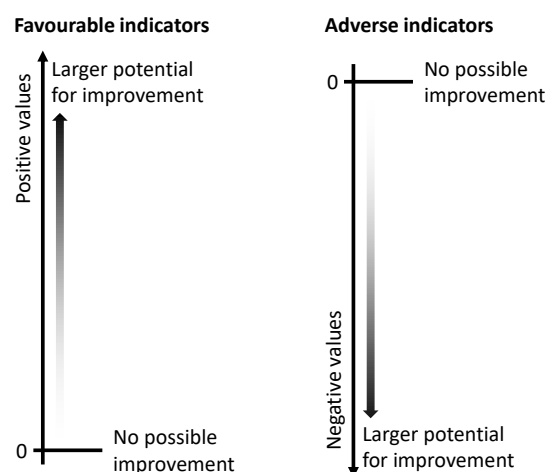 Favourable indicators
Positive values
Larger potential
for improvement
0
No possible
improvement
Adverse indicators
0
No possible
improvement
Negative values
Larger potential
for improvement